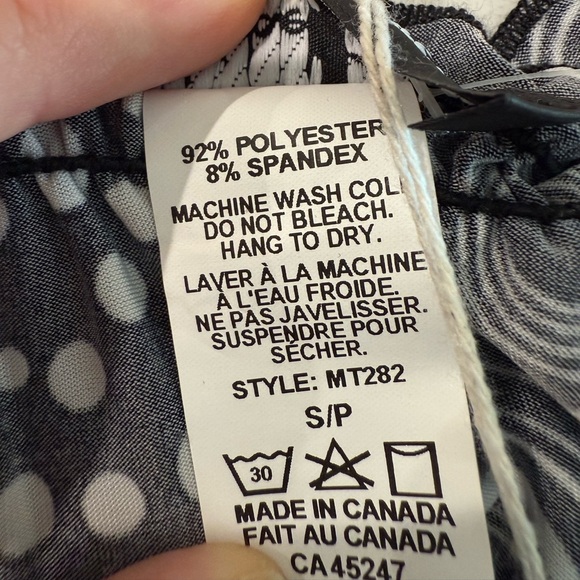 92% POLYESTER
8% SPANDEX
MACHINE WASH COL
DO NOT BLEACH.
HANG TO DRY.
LAVER À LA MACHINE
À L'EAU FROIDE.
NE PAS JAVELISSER.
SUSPENDRE POUR
SÉCHER.
STYLE: MT282
S/P
30
MADE IN CANADA
FAIT AU CANADA
CA45247